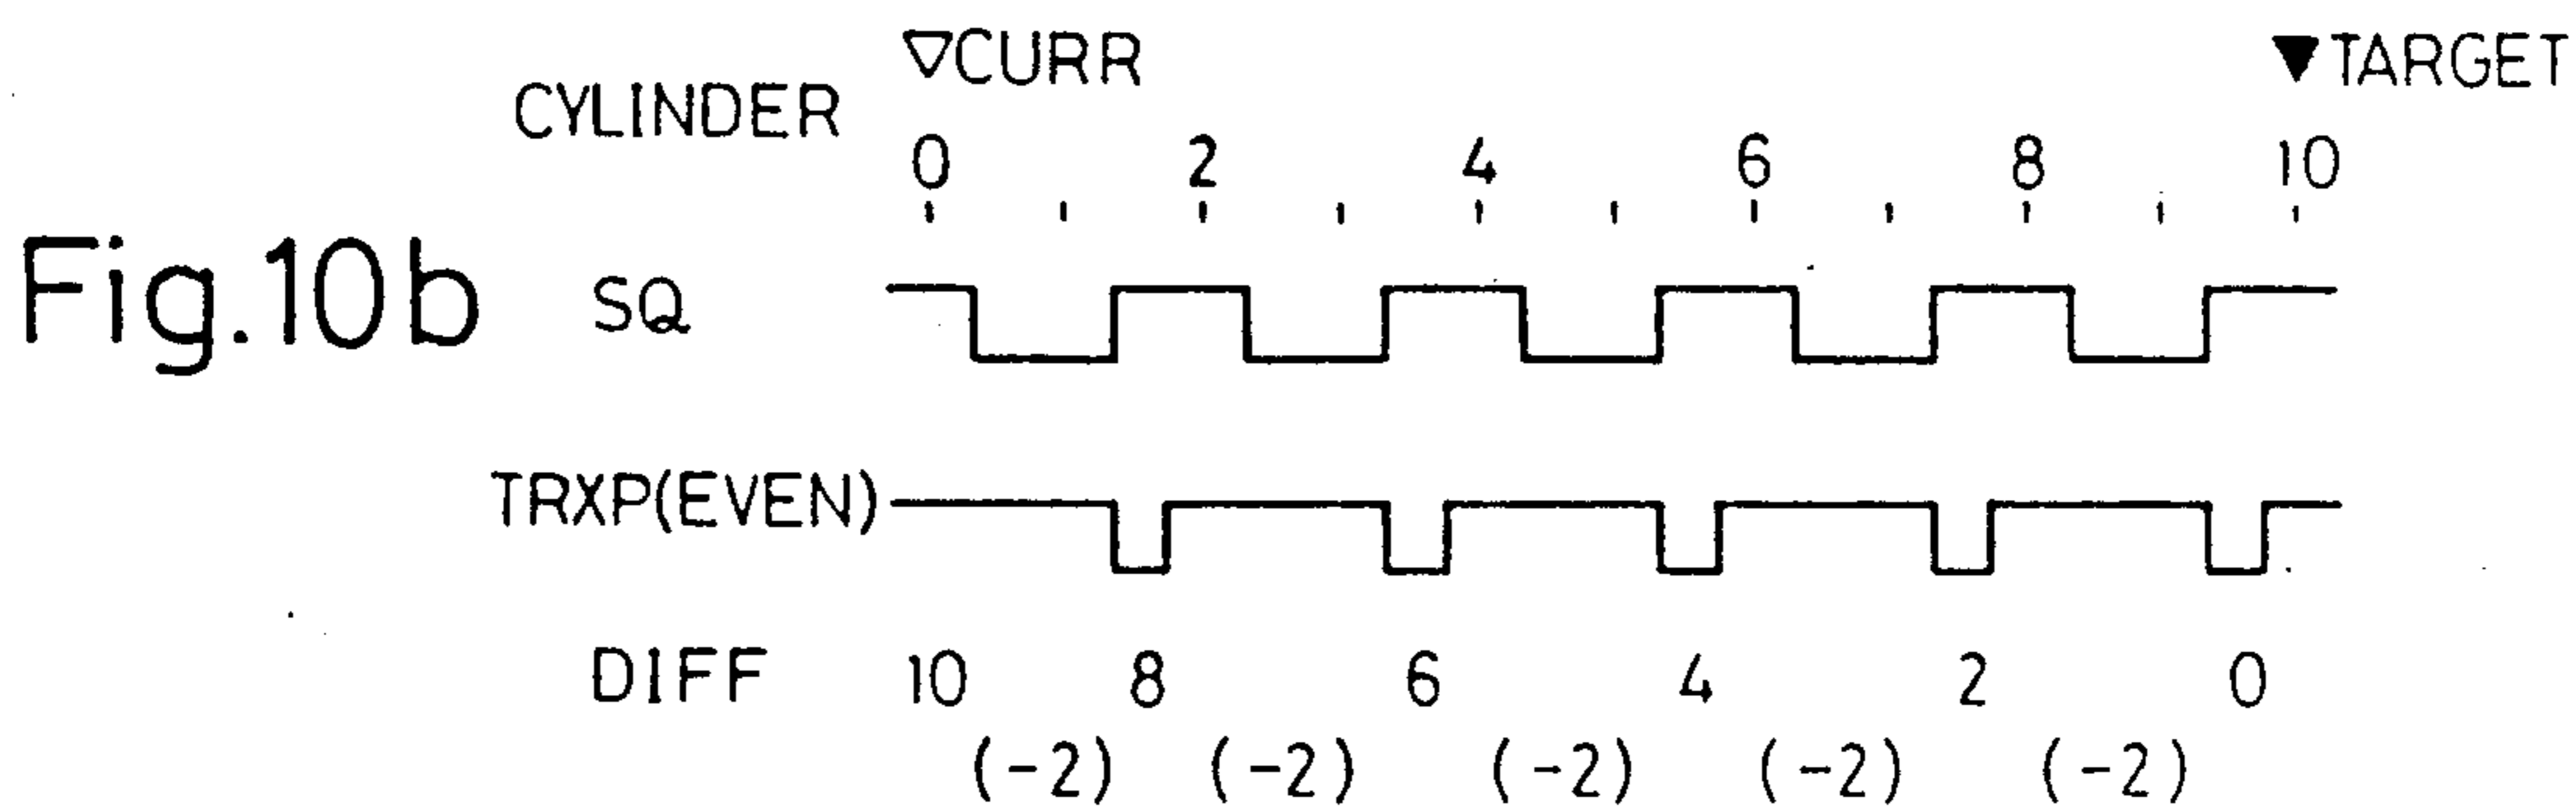 ▽CURR ▼TARGET
CYLINDER
0 2 4 6 8 10
Fig.10b SQ
TRXP(EVEN)
DIFF 10 8 6 4 2 0
(-2) (-2) (-2) (-2) (-2)